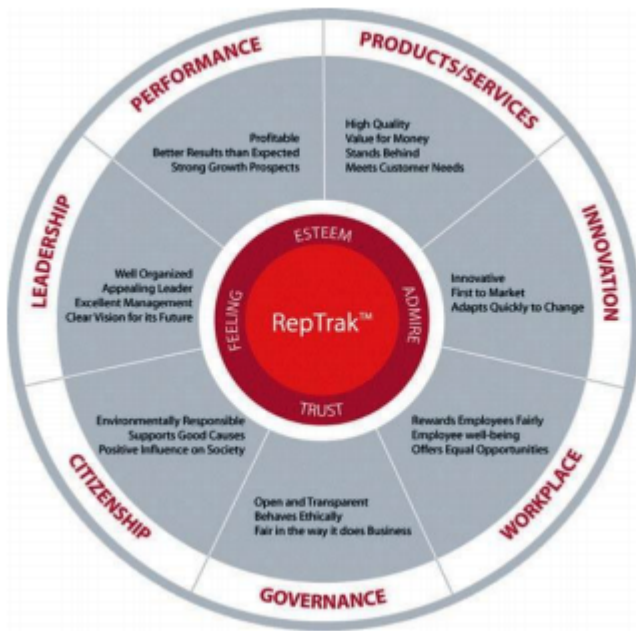 PERFORMANCE
Profitable
Better Results than Expected
Strong Growth Prospects
PRODUCTS/SERVICES
High Quality
Value for Money
Stands Behind
Meets Customer Needs
INNOVATION
Innovative
First to Market
Adapts Quickly to Change
WORKPLACE
Rewards Employees Fairly
Employee well-being
Offers Equal Opportunities
GOVERNANCE
Open and Transparent
Behaves Ethically
Fair in the way it does Business
CITIZENSHIP
Environmentally Responsible
Supports Good Causes
Positive Influence on Society
LEADERSHIP
Well Organized
Appealing Leader
Excellent Management
Clear Vision for its Future
ESTEEM
ADMIRE
TRUST
FEELING
RepTrak™